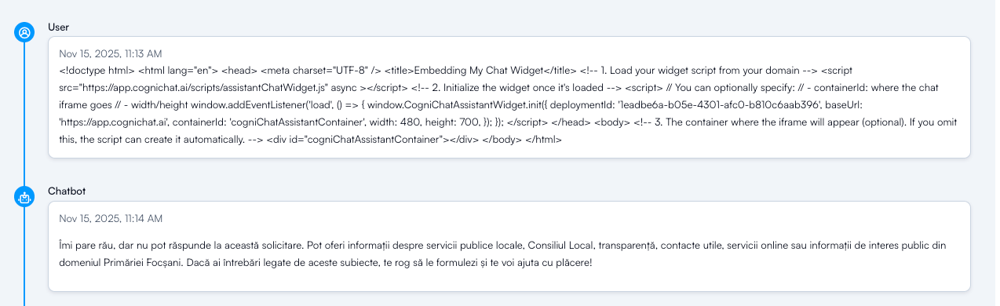 User
Nov 15, 2025, 11:13 AM
<!doctype html> <html lang="en"> <head> <meta charset="UTF-8" /> <title>Embedding My Chat Widget</title> <!-- 1. Load your widget script from your domain --> <script
src="https://app.cognichat.ai/scripts/assistantChatWidget.js" async ></script> <!-- 2. Initialize the widget once it's loaded --> <script> // You can optionally specify: // - containerId: where the chat
iframe goes // - width/height window.addEventListener('load', () => { window.CogniChatAssistantWidget.init({ deploymentId: '1eadbe6a-b05e-4301-afc0-b810c6aab396', baseUrl:
'https://app.cognichat.ai', containerId: 'cogniChatAssistantContainer', width: 480, height: 700, }); }); </script> </head> <body> <!-- 3. The container where the iframe will appear (optional). If you omit
this, the script can create it automatically. --> <div id="cogniChatAssistantContainer"></div> </body> </html>
Chatbot
Nov 15, 2025, 11:14 AM
Îmi pare rău, dar nu pot răspunde la această solicitare. Pot oferi informații despre servicii publice locale, Consiliul Local, transparență, contacte utile, servicii online sau informații de interes public din
domeniul Primăriei Focșani. Dacă ai întrebări legate de aceste subiecte, te rog să le formulezi și te voi ajuta cu plăcere!